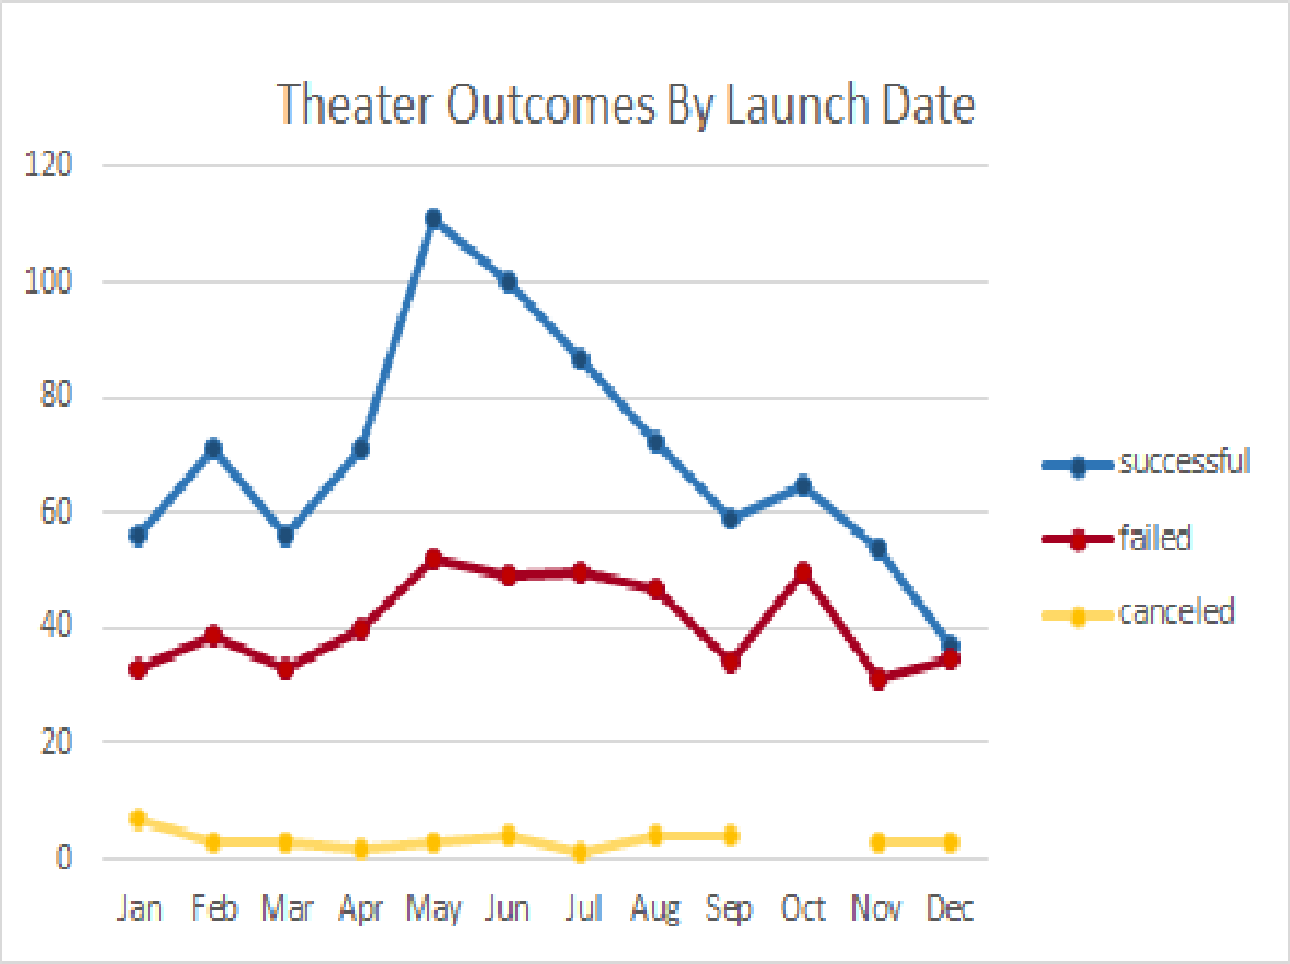 Theater Outcomes By Launch Date
120
100
80
60
40
20
0
Jan Feb Mar Apr May Jun Jul Aug Sep Oct Nov Dec
successful
failed
canceled